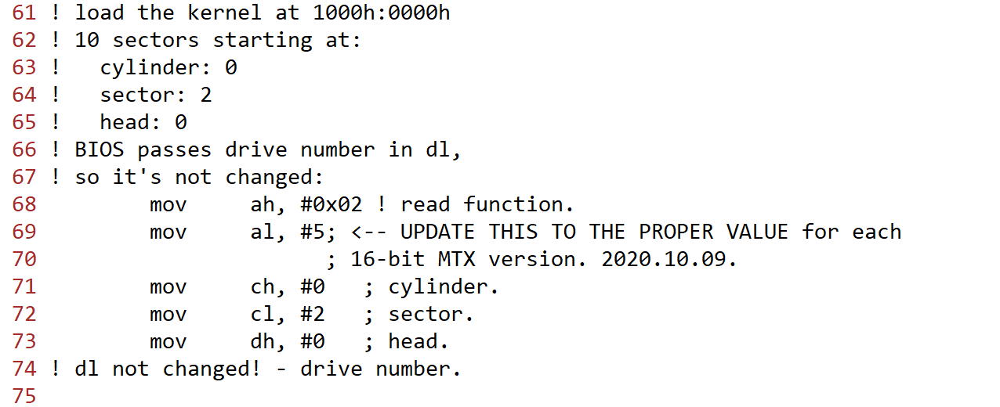 61 ! load the kernel at 1000h:0000h
62 ! 10 sectors starting at:
63 !   cylinder: 0
64 !   sector: 2
65 !   head: 0
66 ! BIOS passes drive number in dl,
67 ! so it's not changed:
68         mov     ah, #0x02 ! read function.
69         mov     al, #5; <-- UPDATE THIS TO THE PROPER VALUE for each
70                       ; 16-bit MTX version. 2020.10.09.
71         mov     ch, #0   ; cylinder.
72         mov     cl, #2   ; sector.
73         mov     dh, #0   ; head.
74 ! dl not changed! - drive number.
75